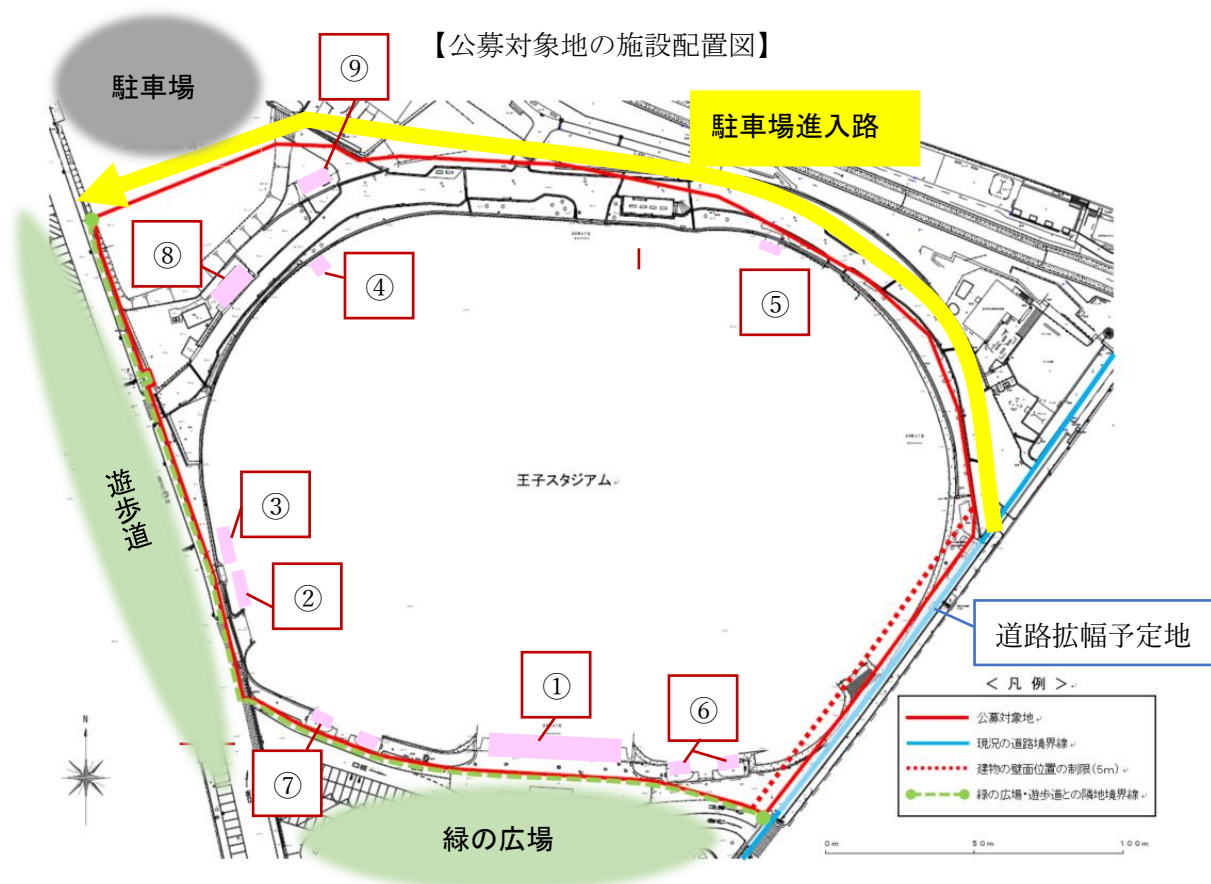 【公募対象地の施設配置図】
駐車場
⑨
駐車場進入路
⑧
④
⑤
王子スタジアム
遊歩道
③
②
①
⑥
⑦
道路拡幅予定地
緑の広場
N
＜ 凡 例 ＞
公募対象地
現況の道路境界線
建物の壁面位置の制限(5m)
緑の広場・遊歩道との隣地境界線
0m 50m 100m